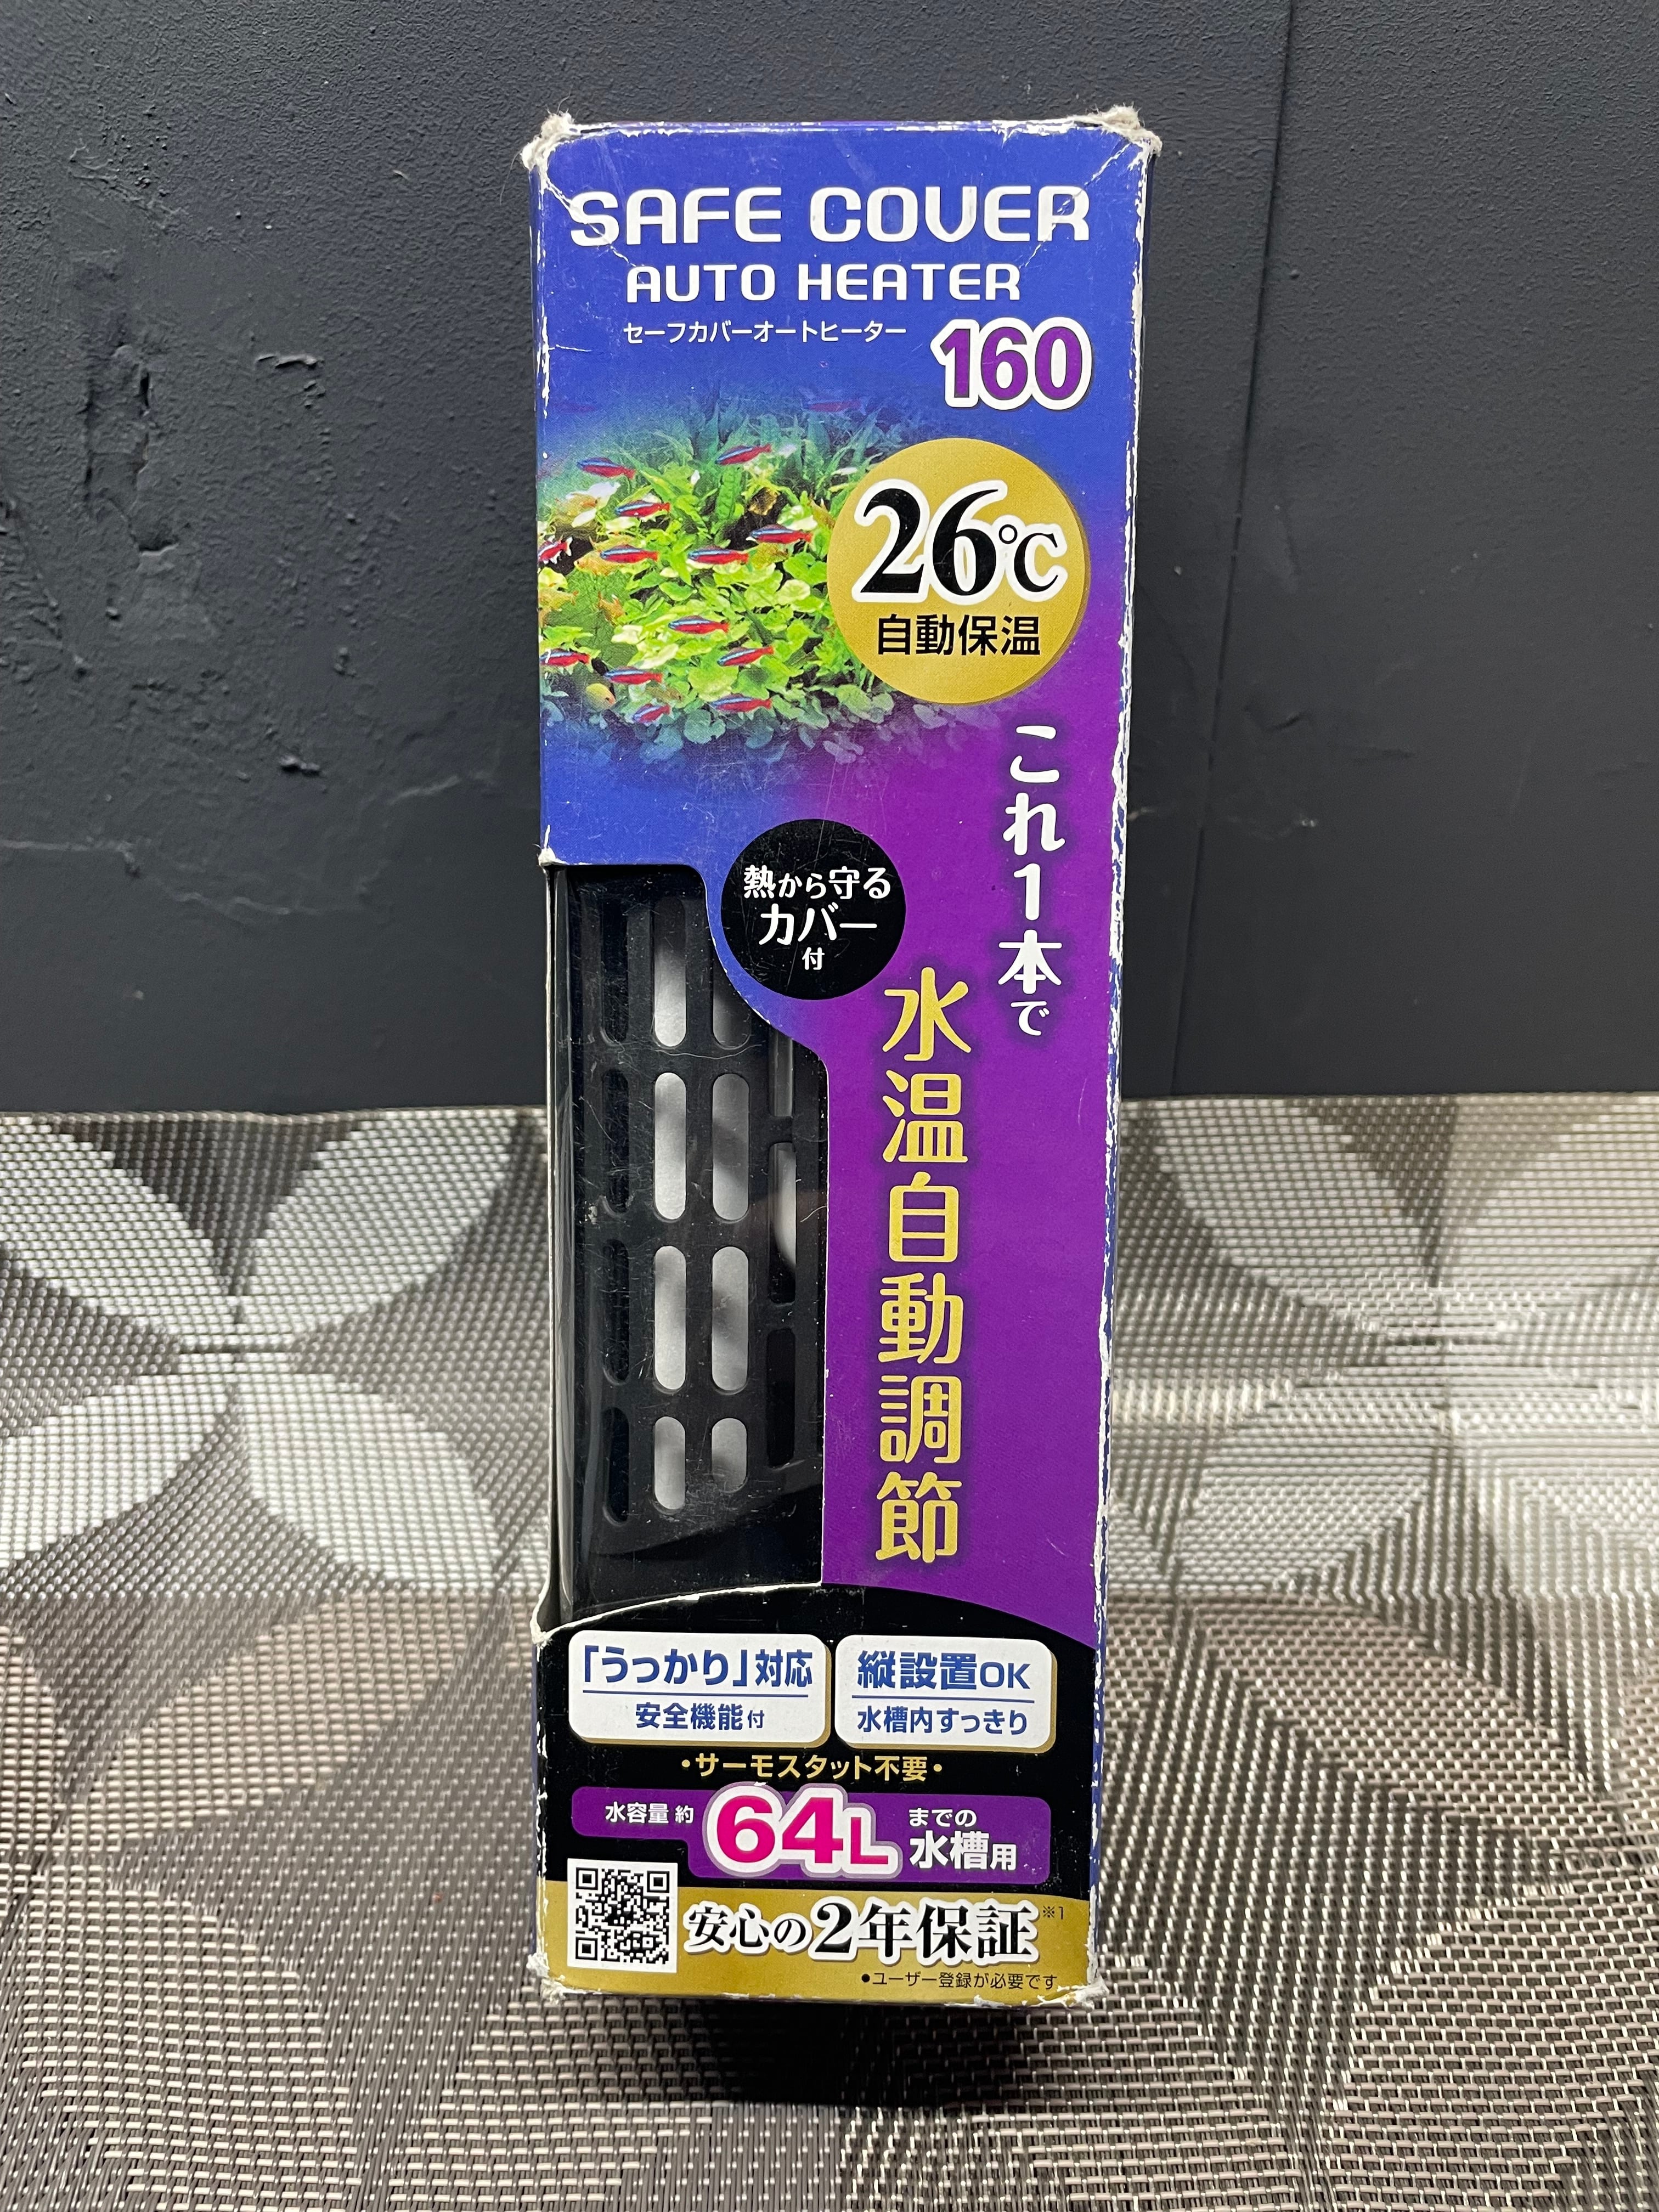 SAFE COVER
AUTO HEATER
セーフカバーオートヒーター
160
26℃
自動保温
これ1本で
水温自動調節
熱から守る
カバー
付
「うっかり」対応
安全機能付
縦設置OK
水槽内すっきり
•サーモスタット不要•
水容量 約 64L までの
水槽用
安心の2年保証※1
●ユーザー登録が必要です。